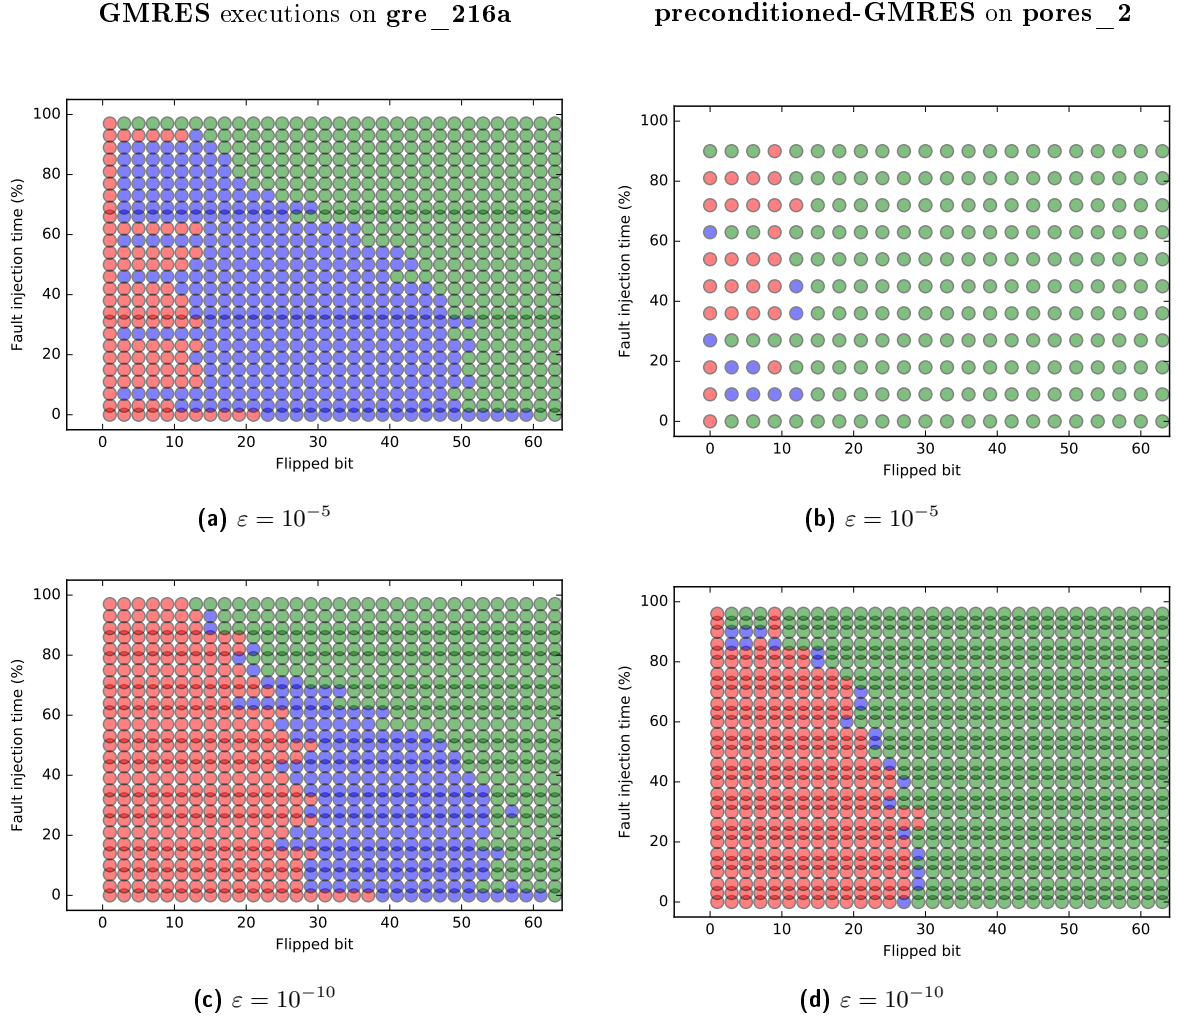 GMRES executions on gre_216a
preconditioned-GMRES on pores_2
100
80
60
40
20
0
0 10 20 30 40 50 60
Fault injection time (%)
Flipped bit
(a) ε = 10⁻⁵
100
80
60
40
20
0
0 10 20 30 40 50 60
Fault injection time (%)
Flipped bit
(b) ε = 10⁻⁵
100
80
60
40
20
0
0 10 20 30 40 50 60
Fault injection time (%)
Flipped bit
(c) ε = 10⁻¹⁰
100
80
60
40
20
0
0 10 20 30 40 50 60
Fault injection time (%)
Flipped bit
(d) ε = 10⁻¹⁰